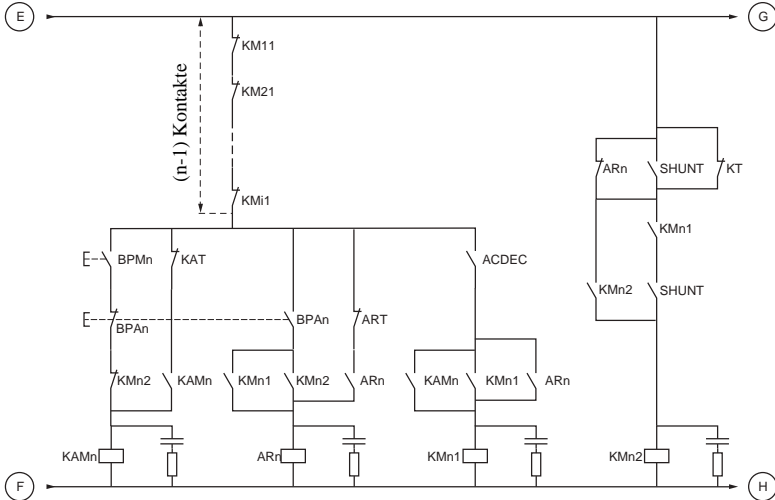 E
G
KM11
KM21
(n-1) Kontakte
KMi1
ARn
SHUNT
KT
KMn1
BPMn
KAT
ACDEC
KMn2
SHUNT
BPAn
BPAn
ART
KMn2
KAMn
KMn1
KMn2
ARn
KAMn
KMn1
ARn
KAMn
ARn
KMn1
KMn2
F
H